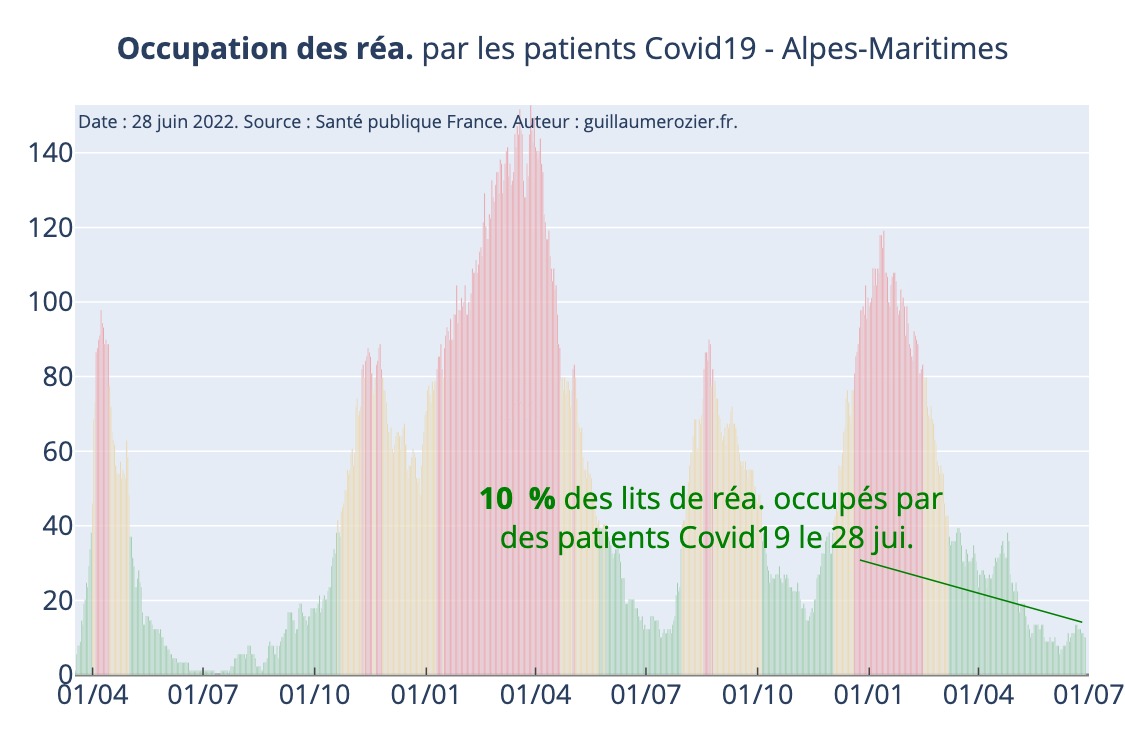 Occupation des réa. par les patients Covid19 - Alpes-Maritimes
Date : 28 juin 2022. Source : Santé publique France. Auteur : guillaumerozier.fr.
140
120
100
80
60
40
20
0
10 % des lits de réa. occupés par
des patients Covid19 le 28 jui.
01/04 01/07 01/10 01/01 01/04 01/07 01/10 01/01 01/04 01/07